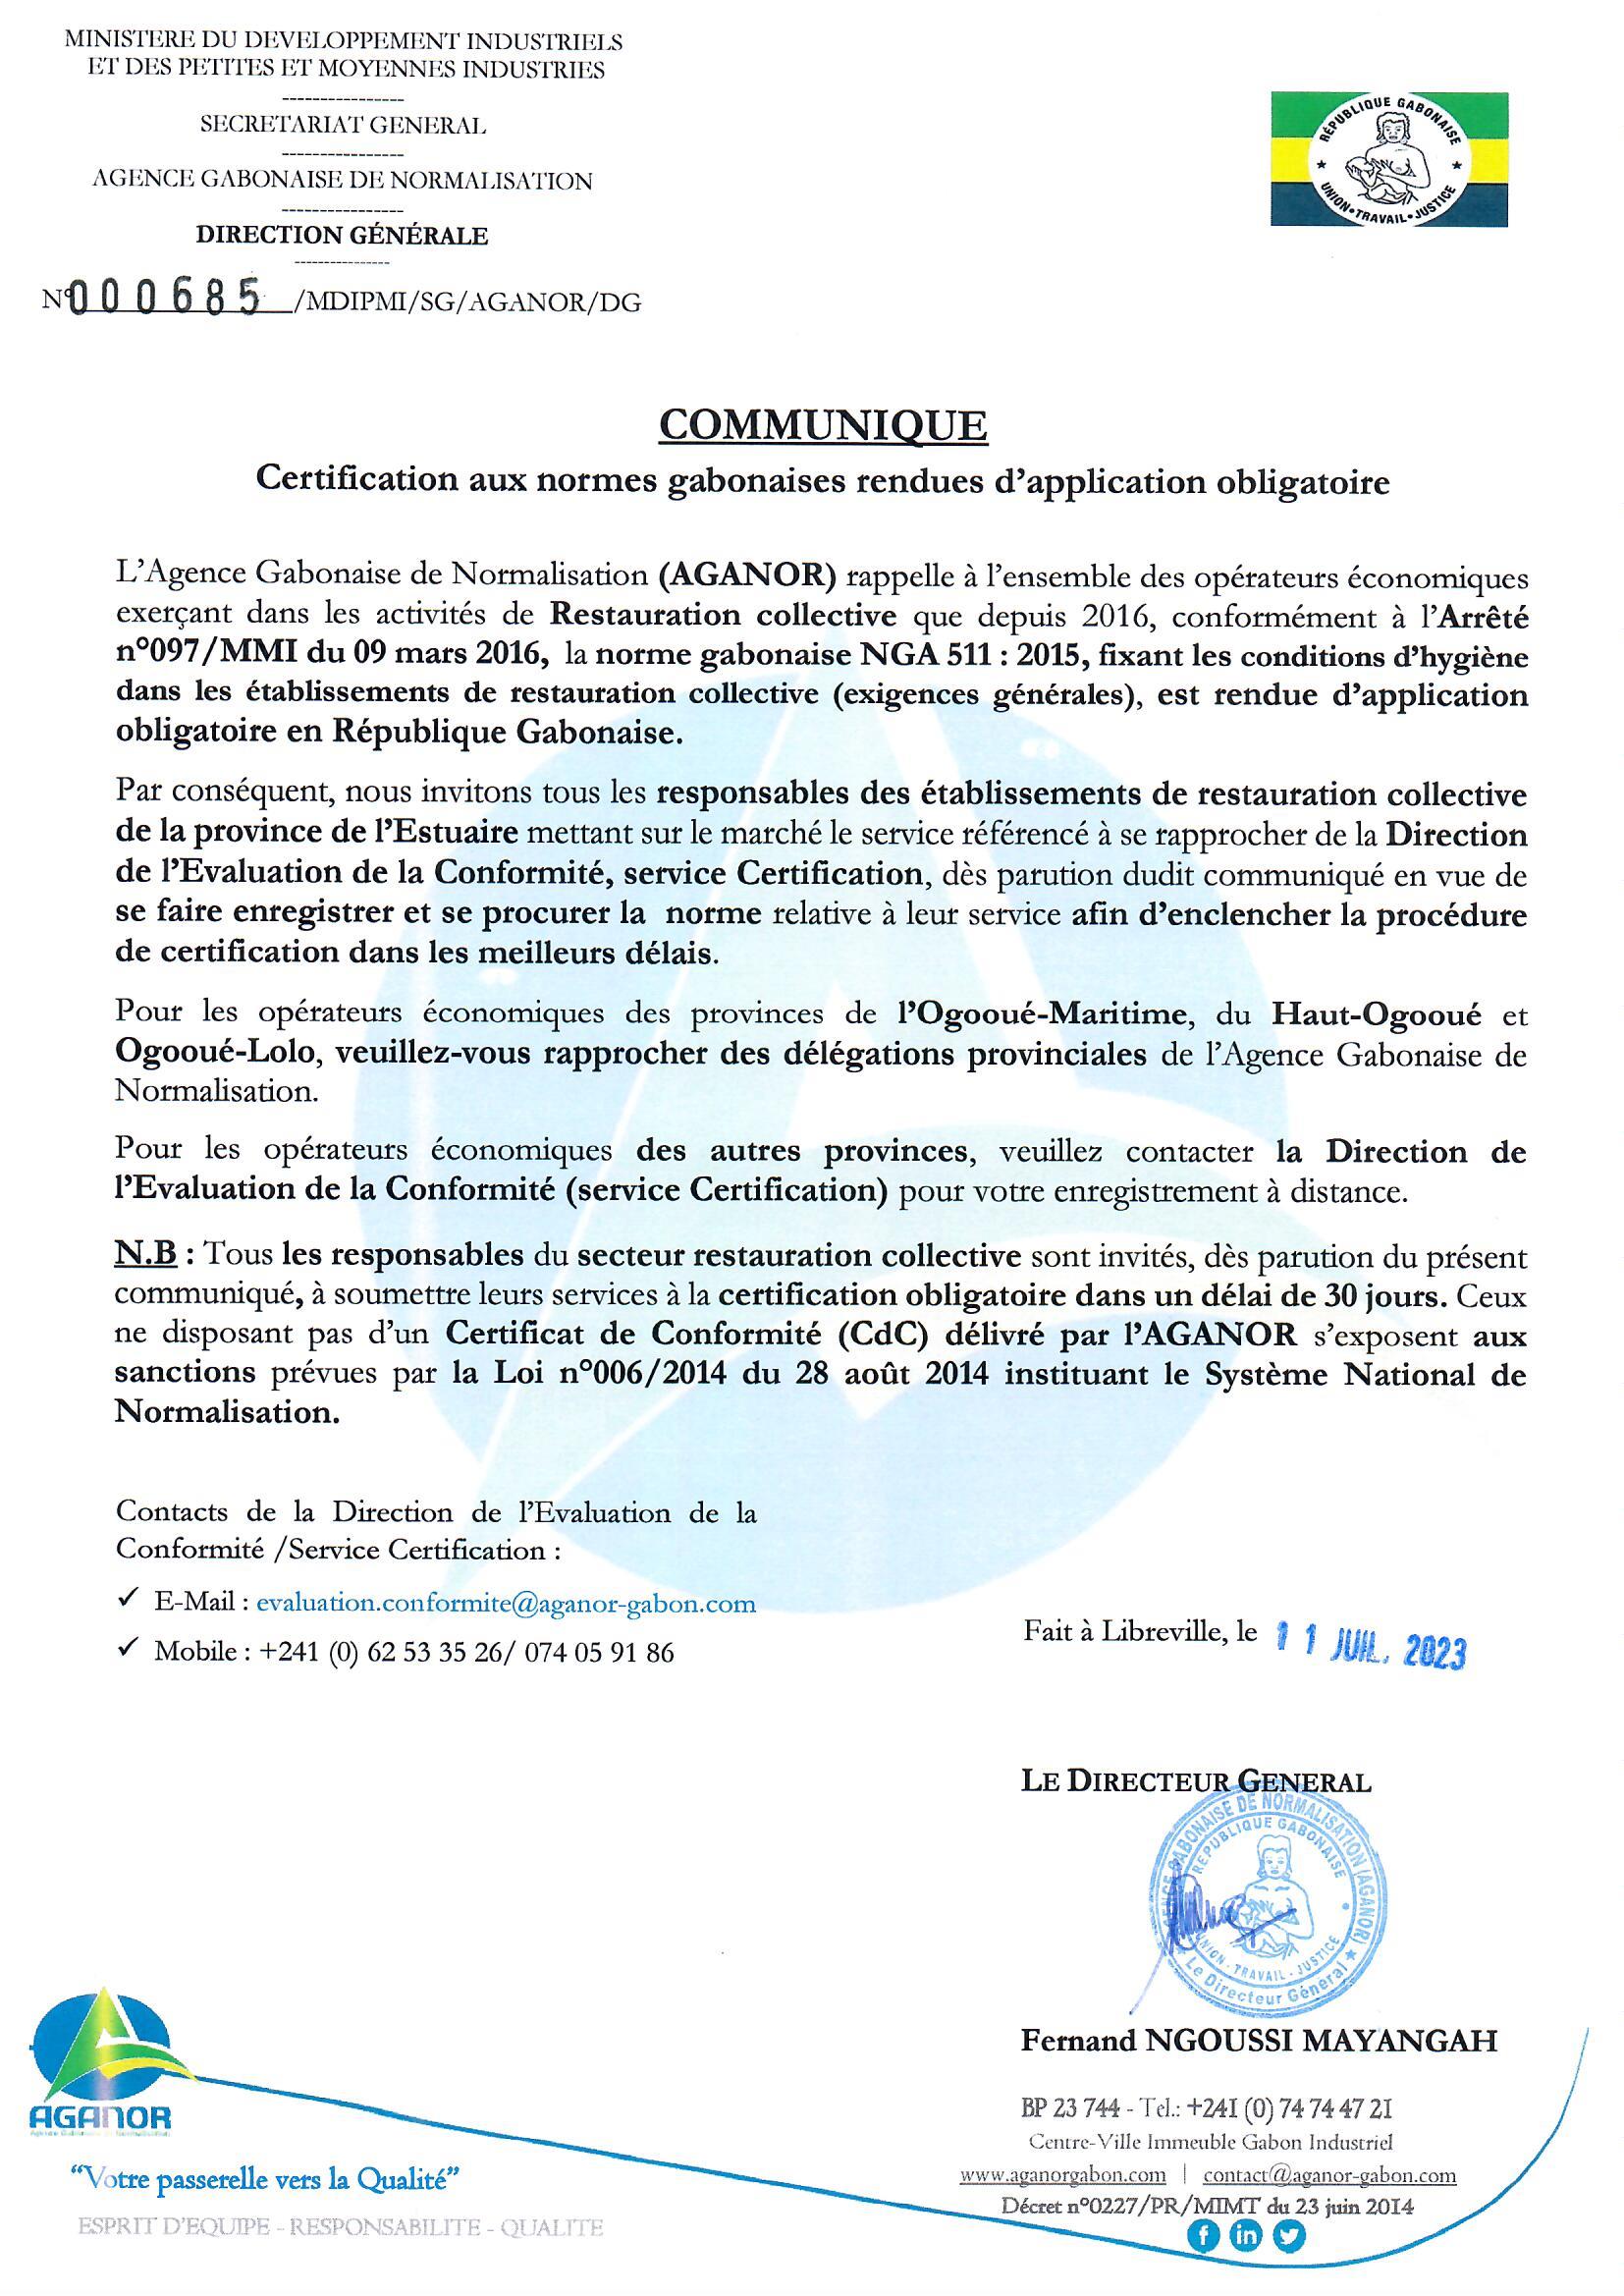 MINISTERE DU DEVELOPPEMENT INDUSTRIELS
ET DES PETITES ET MOYENNES INDUSTRIES
----------------
SECRETARIAT GENERAL
----------------
AGENCE GABONAISE DE NORMALISATION
----------------
DIRECTION GÉNÉRALE
----------------
N°000685 /MDIPMI/SG/AGANOR/DG
RÉPUBLIQUE GABONAISE
UNION • TRAVAIL • JUSTICE
COMMUNIQUE
Certification aux normes gabonaises rendues d'application obligatoire
L'Agence Gabonaise de Normalisation (AGANOR) rappelle à l'ensemble des opérateurs économiques
exerçant dans les activités de Restauration collective que depuis 2016, conformément à l'Arrêté
n°097/MMI du 09 mars 2016, la norme gabonaise NGA 511 : 2015, fixant les conditions d'hygiène
dans les établissements de restauration collective (exigences générales), est rendue d'application
obligatoire en République Gabonaise.
Par conséquent, nous invitons tous les responsables des établissements de restauration collective
de la province de l'Estuaire mettant sur le marché le service référencé à se rapprocher de la Direction
de l'Evaluation de la Conformité, service Certification, dès parution dudit communiqué en vue de
se faire enregistrer et se procurer la norme relative à leur service afin d'enclencher la procédure
de certification dans les meilleurs délais.
Pour les opérateurs économiques des provinces de l'Ogooué-Maritime, du Haut-Ogooué et
Ogooué-Lolo, veuillez-vous rapprocher des délégations provinciales de l'Agence Gabonaise de
Normalisation.
Pour les opérateurs économiques des autres provinces, veuillez contacter la Direction de
l'Evaluation de la Conformité (service Certification) pour votre enregistrement à distance.
N.B : Tous les responsables du secteur restauration collective sont invités, dès parution du présent
communiqué, à soumettre leurs services à la certification obligatoire dans un délai de 30 jours. Ceux
ne disposant pas d'un Certificat de Conformité (CdC) délivré par l'AGANOR s'exposent aux
sanctions prévues par la Loi n°006/2014 du 28 août 2014 instituant le Système National de
Normalisation.
Contacts de la Direction de l'Evaluation de la
Conformité /Service Certification :
✓ E-Mail : evaluation.conformite@aganor-gabon.com
✓ Mobile : +241 (0) 62 53 35 26/ 074 05 91 86
Fait à Libreville, le 11 JUIL. 2023
LE DIRECTEUR GENERAL
AGENCE GABONAISE DE NORMALISATION (AGANOR)
REPUBLIQUE GABONAISE
UNION - TRAVAIL - JUSTICE
★ Le Directeur Général ★
Fernand NGOUSSI MAYANGAH
AGANOR
"Votre passerelle vers la Qualité"
ESPRIT D'EQUIPE - RESPONSABILITE - QUALITE
BP 23 744 - Tel.: +241 (0) 74 74 47 21
Centre-Ville Immeuble Gabon Industriel
www.aganorgabon.com | contact@aganor-gabon.com
Décret n°0227/PR/MIMT du 23 juin 2014